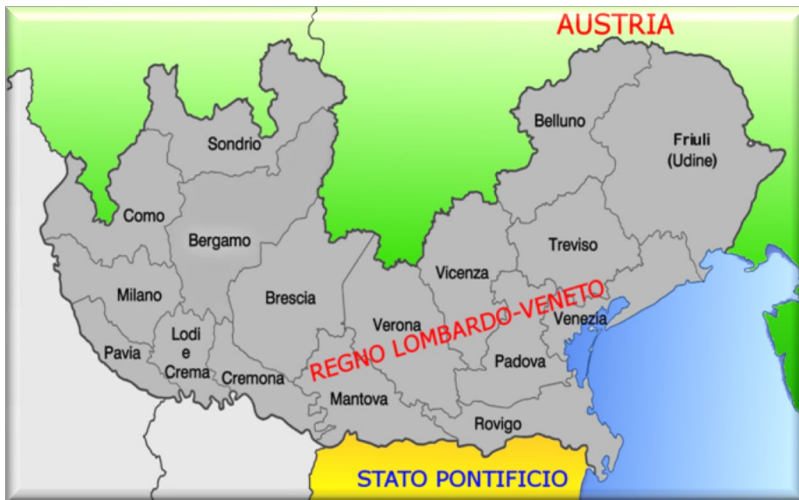 AUSTRIA
Belluno
Friuli
(Udine)
Sondrio
Como
Bergamo
Treviso
Vicenza
Milano
Brescia
Verona
Venezia
REGNO LOMBARDO-VENETO
Lodi
e
Crema
Pavia
Cremona
Padova
Mantova
Rovigo
STATO PONTIFICIO